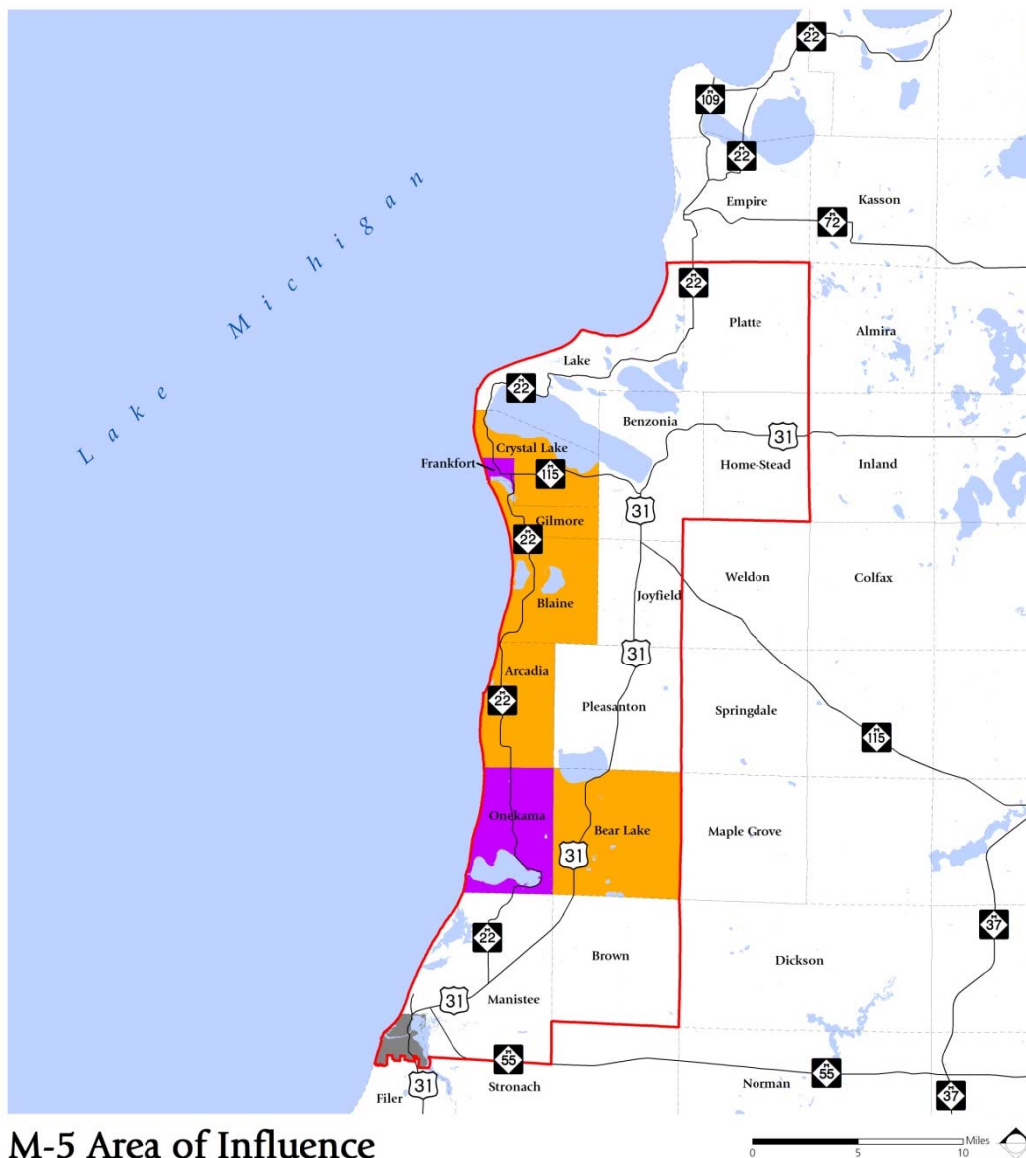 M
22
M
109
M
22
Empire
Kasson
M
72
M
22
Platte
Almira
Lake Michigan
Lake
M
22
Benzonia
31
Crystal Lake
Frankfort
M
115
Home-Stead
Inland
31
Gilmore
M
22
Weldon
Colfax
Blaine
Joyfield
31
Arcadia
M
22
Pleasanton
Springdale
M
115
Onekama
Bear Lake
Maple Grove
31
M
37
M
22
Brown
Dickson
31
Manistee
M
55
31
Stronach
Filer
Norman
M
55
M
37
M-5 Area of Influence
Miles
0 5 10